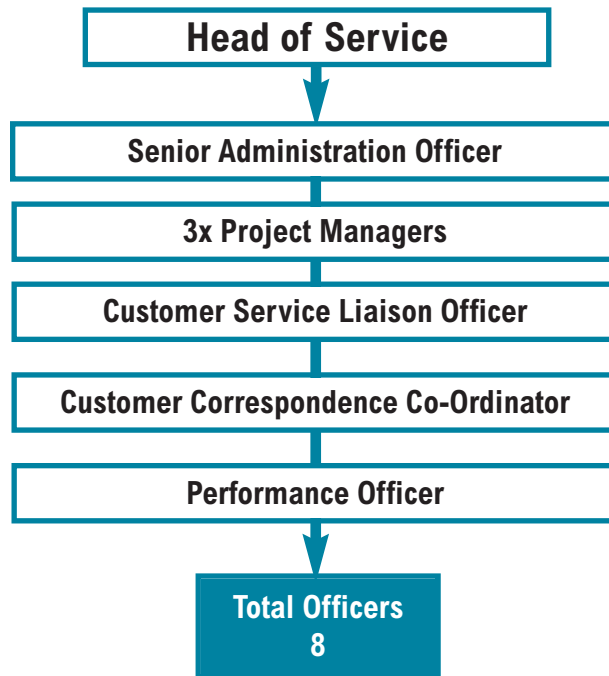 Head of Service
Senior Administration Officer
3x Project Managers
Customer Service Liaison Officer
Customer Correspondence Co-Ordinator
Performance Officer
Total Officers
8